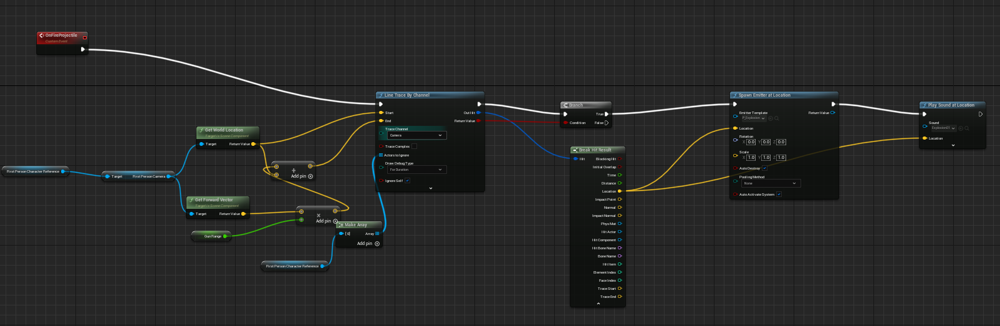 OnFireProjectile
Custom Event
First Person Character Reference
Target First Person Camera
Get World Location
Target is Scene Component
Target Return Value
Get Forward Vector
Target is Scene Component
Target Return Value
Gun Range
+
Add pin
×
Add pin
First Person Character Reference
Make Array
[0] Array
Add pin
Line Trace By Channel
Start Out Hit
End Return Value
Trace Channel
Camera
Trace Complex
Actors to Ignore
Draw Debug Type
For Duration
Ignore Self
Branch
True
Condition False
Break Hit Result
Hit Blocking Hit
Initial Overlap
Time
Distance
Location
Impact Point
Normal
Impact Normal
Phys Mat
Hit Actor
Hit Component
Hit Bone Name
Bone Name
Hit Item
Element Index
Face Index
Trace Start
Trace End
Spawn Emitter at Location
Emitter Template Return Value
P_Explosion
Location
Rotation
X 0.0 Y 0.0 Z 0.0
Scale
X 1.0 Y 1.0 Z 1.0
Auto Destroy
Pooling Method
None
Auto Activate System
Play Sound at Location
Sound
Explosion01
Location